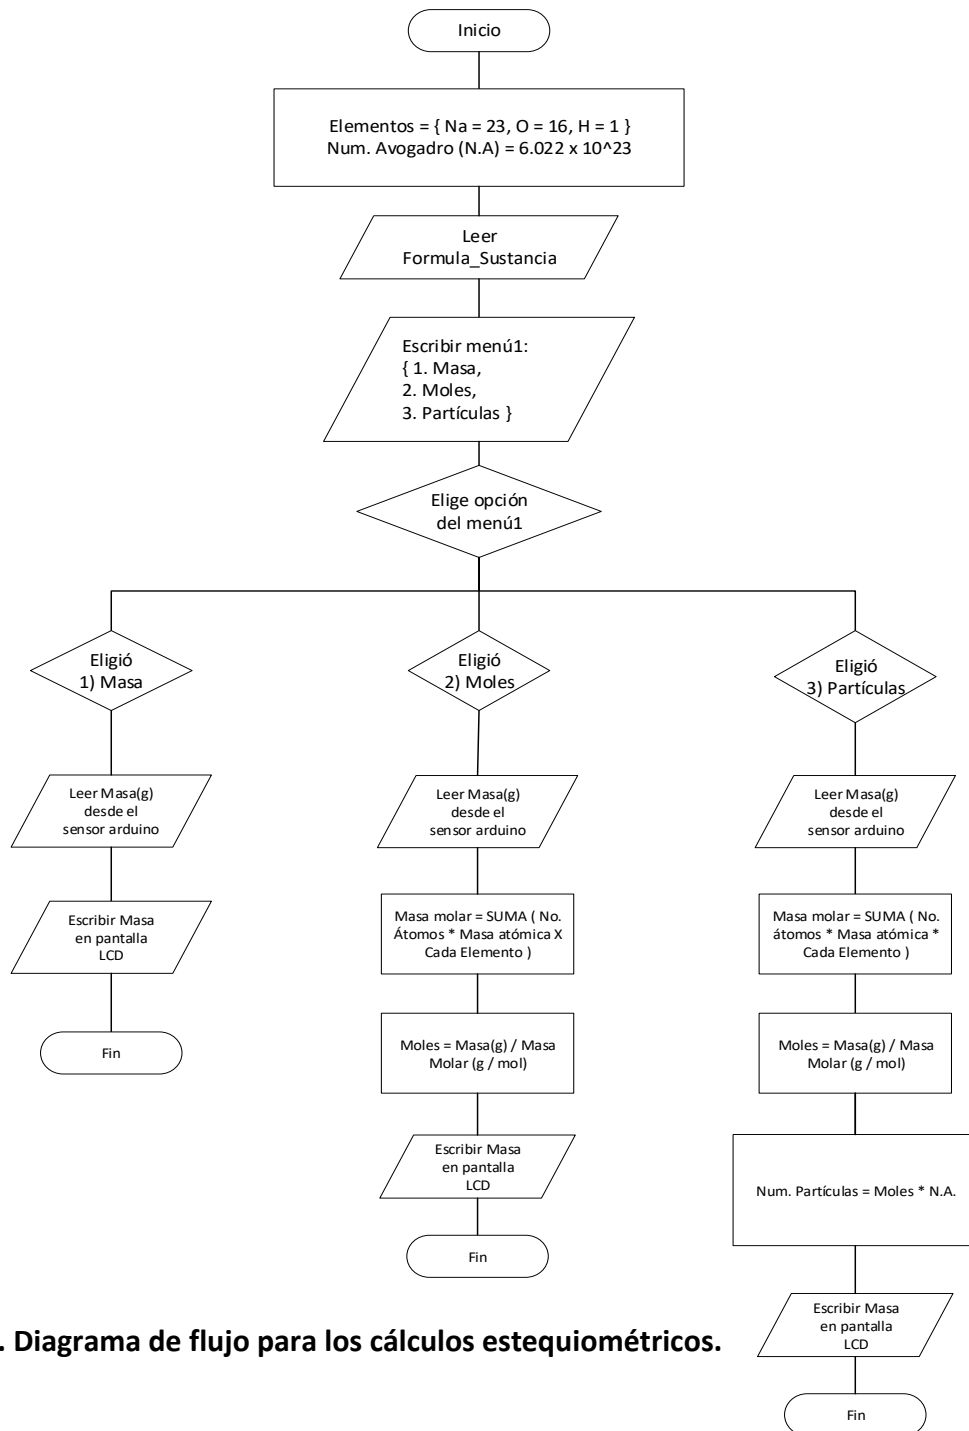 Inicio
Elementos = { Na = 23, O = 16, H = 1 }
Num. Avogadro (N.A) = 6.022 x 10^23
Leer
Formula_Sustancia
Escribir menú1:
{ 1. Masa,
2. Moles,
3. Partículas }
Elige opción
del menú1
Eligió
1) Masa
Leer Masa(g)
desde el
sensor arduino
Escribir Masa
en pantalla
LCD
Fin
Eligió
2) Moles
Leer Masa(g)
desde el
sensor arduino
Masa molar = SUMA ( No.
Átomos * Masa atómica X
Cada Elemento )
Moles = Masa(g) / Masa
Molar (g / mol)
Escribir Masa
en pantalla
LCD
Fin
Eligió
3) Partículas
Leer Masa(g)
desde el
sensor arduino
Masa molar = SUMA ( No.
átomos * Masa atómica *
Cada Elemento )
Moles = Masa(g) / Masa
Molar (g / mol)
Num. Partículas = Moles * N.A.
Escribir Masa
en pantalla
LCD
Fin
. Diagrama de flujo para los cálculos estequiométricos.